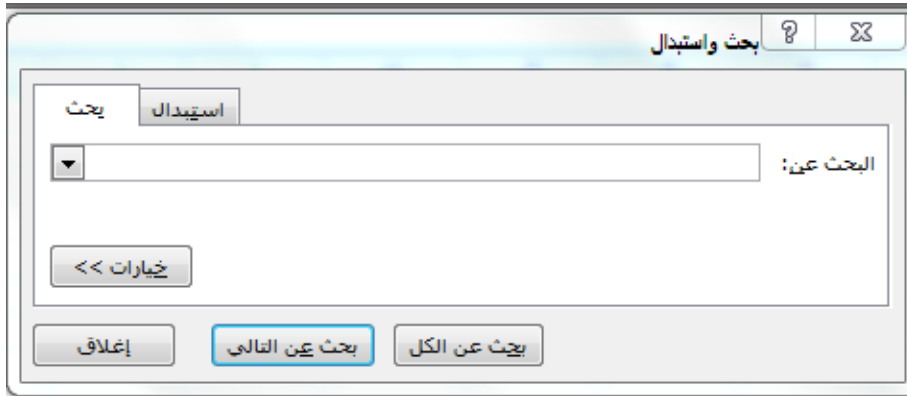 بحث واستبدال
بحث
استبدال
البحث عن:
خيارات >>
بحث عن الكل
بحث عن التالي
إغلاق